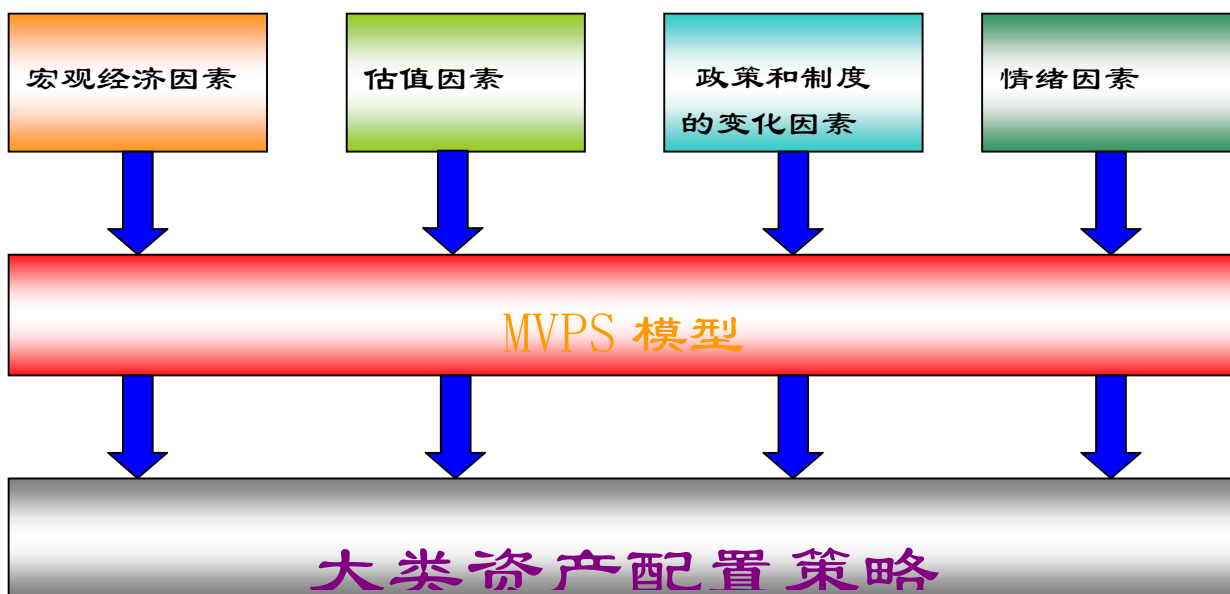 宏观经济因素
估值因素
政策和制度
的变化因素
情绪因素
MVPS 模型
大类资产配置策略